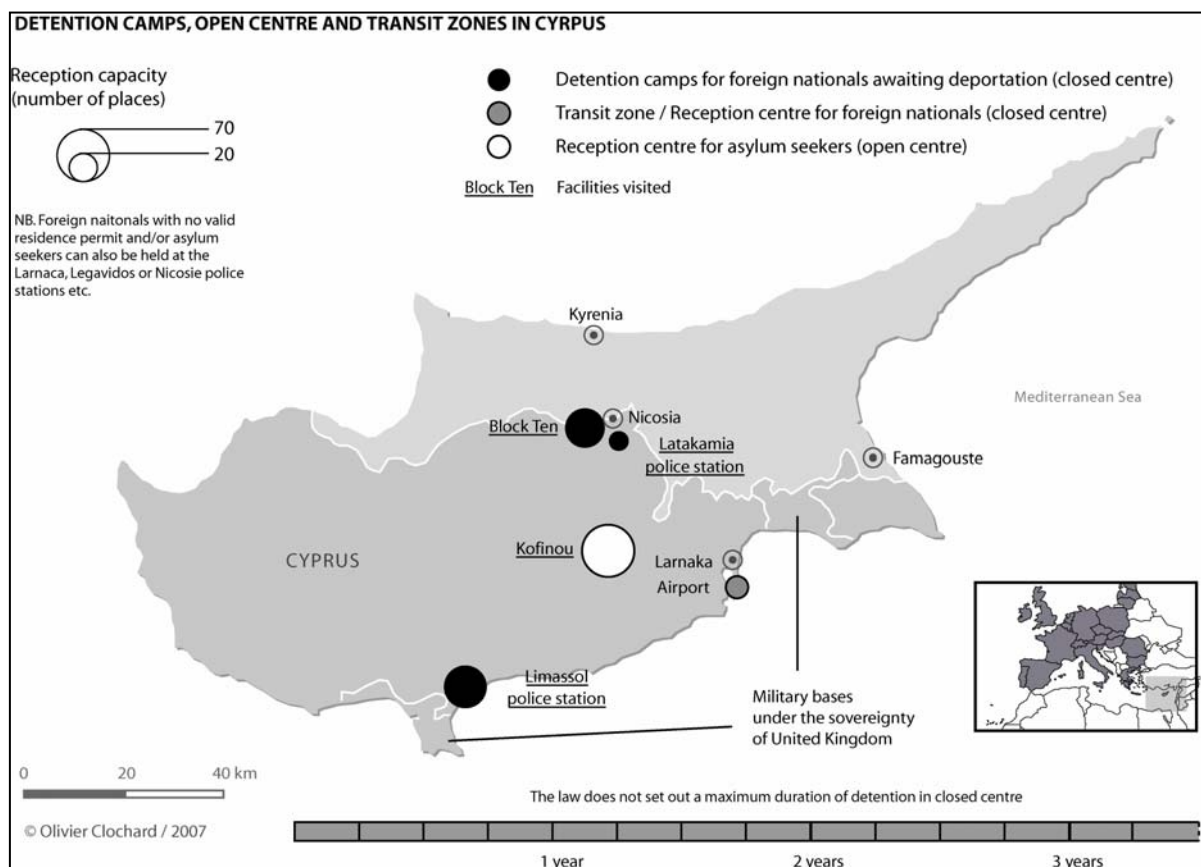 DETENTION CAMPS, OPEN CENTRE AND TRANSIT ZONES IN CYRPUS
Reception capacity
(number of places)
70
20
NB. Foreign naitonals with no valid
residence permit and/or asylum
seekers can also be held at the
Larnaca, Legavidos or Nicosie police
stations etc.
Detention camps for foreign nationals awaiting deportation (closed centre)
Transit zone / Reception centre for foreign nationals (closed centre)
Reception centre for asylum seekers (open centre)
Block Ten Facilities visited
Kyrenia
Mediterranean Sea
Nicosia
Block Ten
Latakamia
police station
Famagouste
Kofinou
CYPRUS
Larnaka
Airport
Limassol
police station
Military bases
under the sovereignty
of United Kingdom
0 20 40 km
The law does not set out a maximum duration of detention in closed centre
© Olivier Clochard / 2007
1 year 2 years 3 years